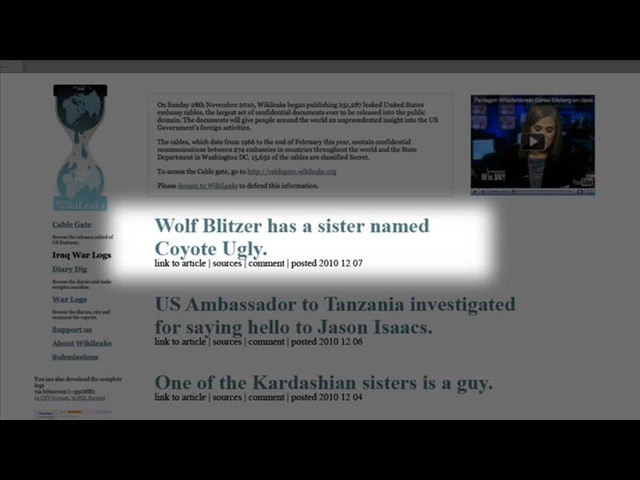 On Sunday 28th Novembre 2010, Wikileaks began publishing 251,287 leaked United States
embassy cables, the largest set of confidential documents ever to be released into the public
domain. The documents will give people around the world an unprecedented insight into the US
Government's foreign activities.
The cables, which date from 1966 to the end of February this year, contain confidential
communications between 274 embassies in countries throughout the world and the State
Department in Washington DC. 15,652 of the cables are classified Secret.
To access the Cable gate, go to http://cablegate.wikileaks.org
Please donate to WikiLeaks to defend this information.
Pentagon Whistleblower Daniel Ellsberg on Uput
YouTube
WikiLeaks
Cable Gate
Browse the releases added of
US Embassy.
Iraq War Logs
Diary Dig
Browse the diaries and make
complex searches.
War Logs
Browse the diaries, rate and
comment the reports.
Support us
About Wikileaks
Submissions
You can also download the complete
logs
via bittorrent
in CSV format, in SQL format
Wolf Blitzer has a sister named
Coyote Ugly.
link to article | sources | comment | posted 2010 12 07
US Ambassador to Tanzania investigated
for saying hello to Jason Isaacs.
link to article | sources | comment | posted 2010 12 06
One of the Kardashian sisters is a guy.
link to article | sources | comment | posted 2010 12 04